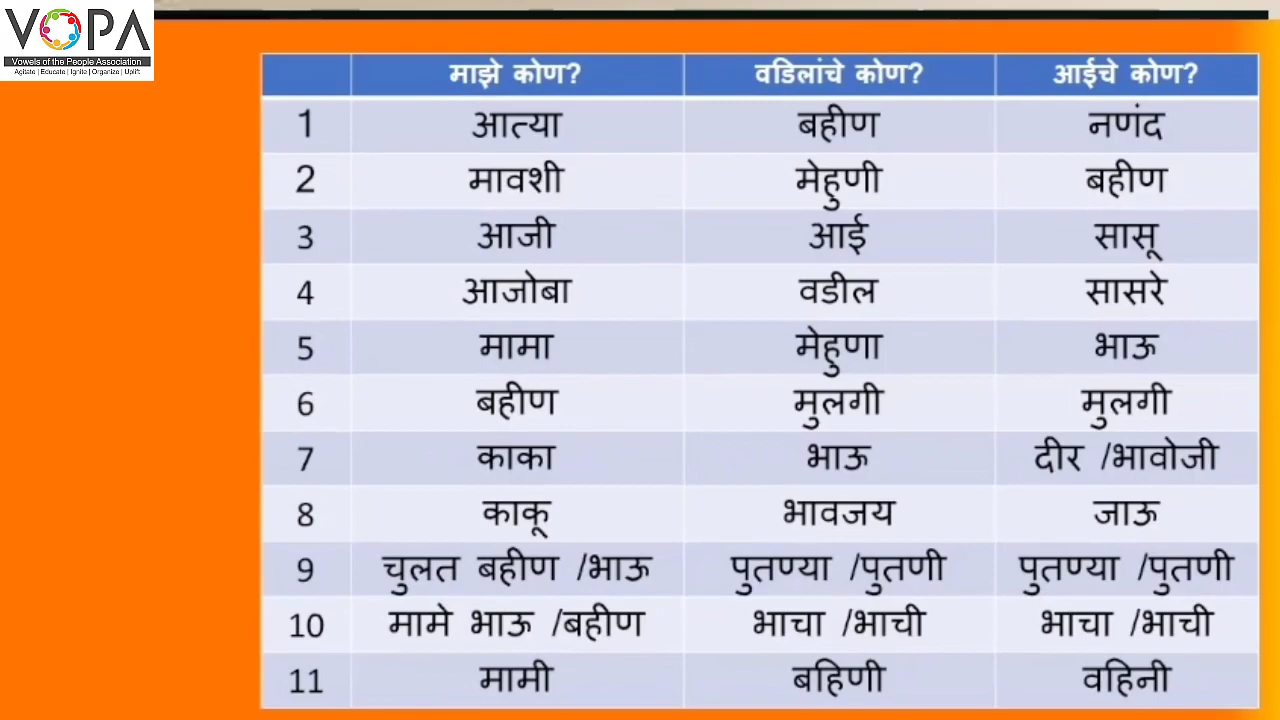 VOPA
Vowels of the People Association
Agitate | Educate | Ignite | Organize | Uplift
माझे कोण? वडिलांचे कोण? आईचे कोण?
1 आत्या बहीण नणंद
2 मावशी मेहुणी बहीण
3 आजी आई सासू
4 आजोबा वडील सासरे
5 मामा मेहुणा भाऊ
6 बहीण मुलगी मुलगी
7 काका भाऊ दीर /भावोजी
8 काकू भावजय जाऊ
9 चुलत बहीण /भाऊ पुतण्या /पुतणी पुतण्या /पुतणी
10 मामे भाऊ /बहीण भाचा /भाची भाचा /भाची
11 मामी बहिणी वहिनी